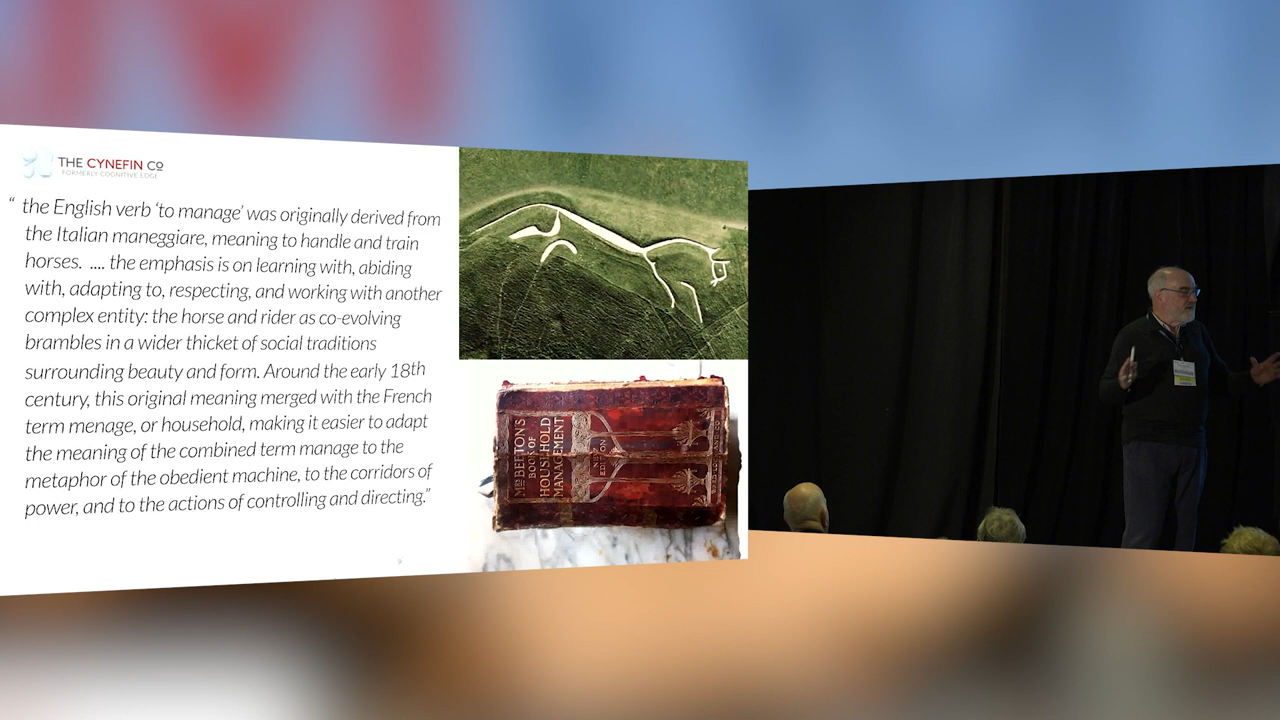 THE CYNEFIN Co
FORMERLY COGNITIVE EDGE
“ the English verb ‘to manage’ was originally derived from
the Italian maneggiare, meaning to handle and train
horses. .... the emphasis is on learning with, abiding
with, adapting to, respecting, and working with another
complex entity: the horse and rider as co-evolving
brambles in a wider thicket of social traditions
surrounding beauty and form. Around the early 18th
century, this original meaning merged with the French
term menage, or household, making it easier to adapt
the meaning of the combined term manage to the
metaphor of the obedient machine, to the corridors of
power, and to the actions of controlling and directing.”
MRS BEETON'S
BOOK OF
HOUSEHOLD
MANAGEMENT
NEW
EDITION